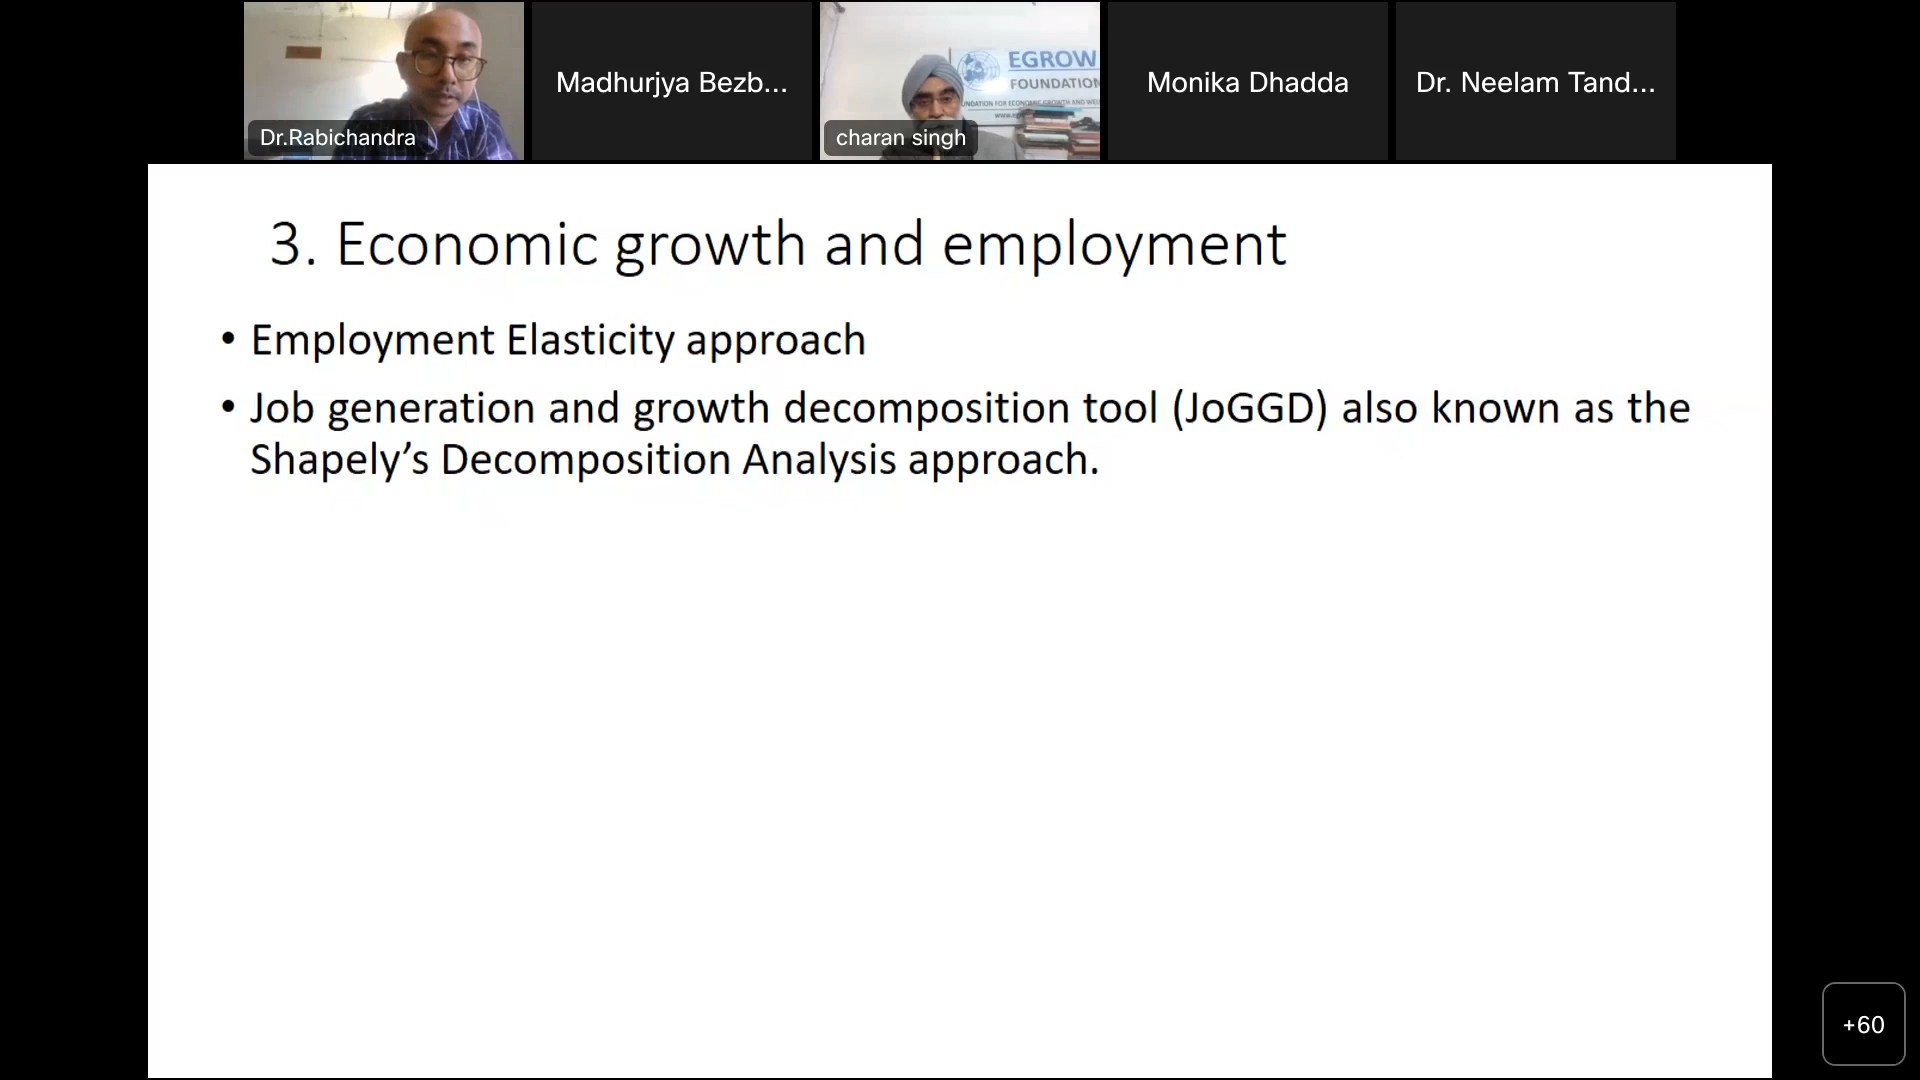 Dr.Rabichandra
Madhurjya Bezb...
EGROW
FOUNDATION
charan singh
Monika Dhadda
Dr. Neelam Tand...
3. Economic growth and employment
• Employment Elasticity approach
• Job generation and growth decomposition tool (JoGGD) also known as the
Shapely’s Decomposition Analysis approach.
+60